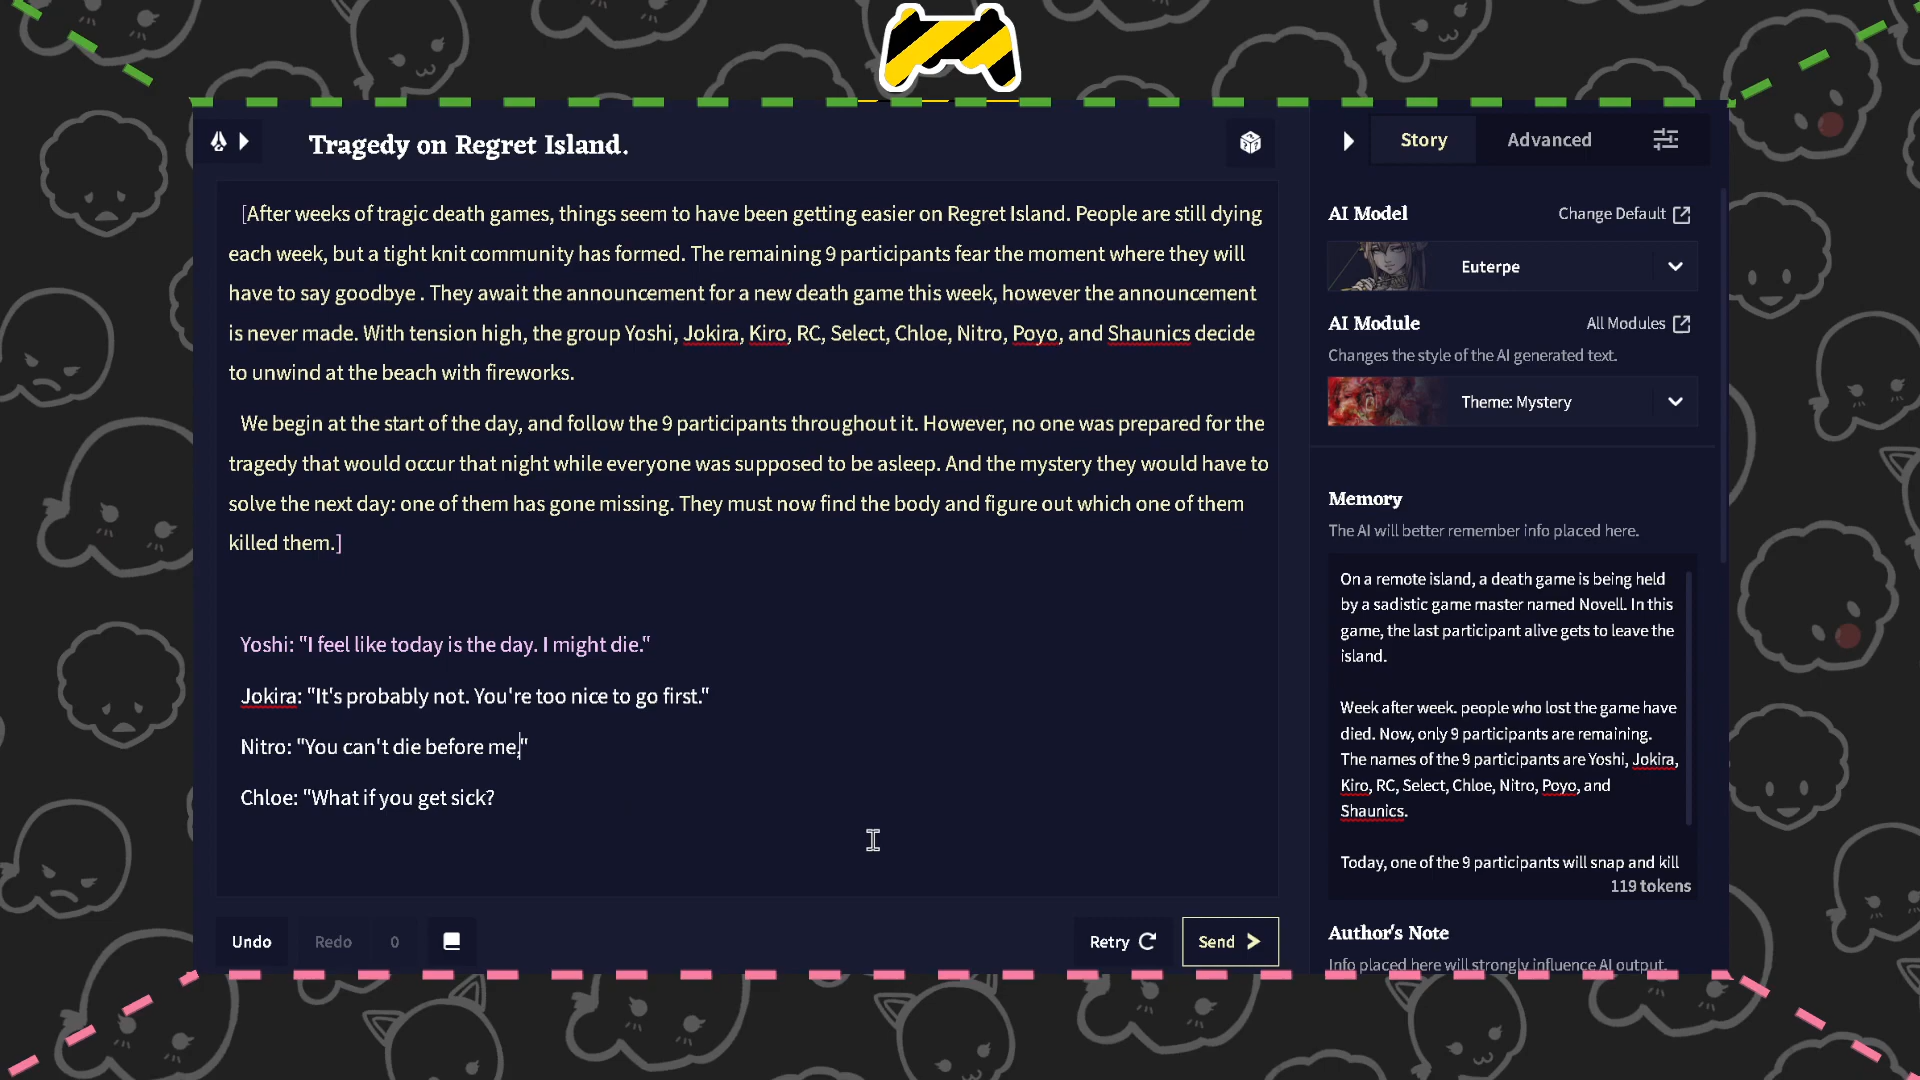 Tragedy on Regret Island.
[After weeks of tragic death games, things seem to have been getting easier on Regret Island. People are still dying
each week, but a tight knit community has formed. The remaining 9 participants fear the moment where they will
have to say goodbye . They await the announcement for a new death game this week, however the announcement
is never made. With tension high, the group Yoshi, Jokira, Kiro, RC, Select, Chloe, Nitro, Poyo, and Shaunics decide
to unwind at the beach with fireworks.
We begin at the start of the day, and follow the 9 participants throughout it. However, no one was prepared for the
tragedy that would occur that night while everyone was supposed to be asleep. And the mystery they would have to
solve the next day: one of them has gone missing. They must now find the body and figure out which one of them
killed them.]
Yoshi: "I feel like today is the day. I might die."
Jokira: "It's probably not. You're too nice to go first."
Nitro: "You can't die before me."
Chloe: "What if you get sick?
Undo
Redo
0
Retry
Send
Story
Advanced
AI Model
Change Default
Euterpe
AI Module
All Modules
Changes the style of the AI generated text.
Theme: Mystery
Memory
The AI will better remember info placed here.
On a remote island, a death game is being held
by a sadistic game master named Novell. In this
game, the last participant alive gets to leave the
island.
Week after week. people who lost the game have
died. Now, only 9 participants are remaining.
The names of the 9 participants are Yoshi, Jokira,
Kiro, RC, Select, Chloe, Nitro, Poyo, and
Shaunics.
Today, one of the 9 participants will snap and kill
119 tokens
Author's Note
Info placed here will strongly influence AI output.